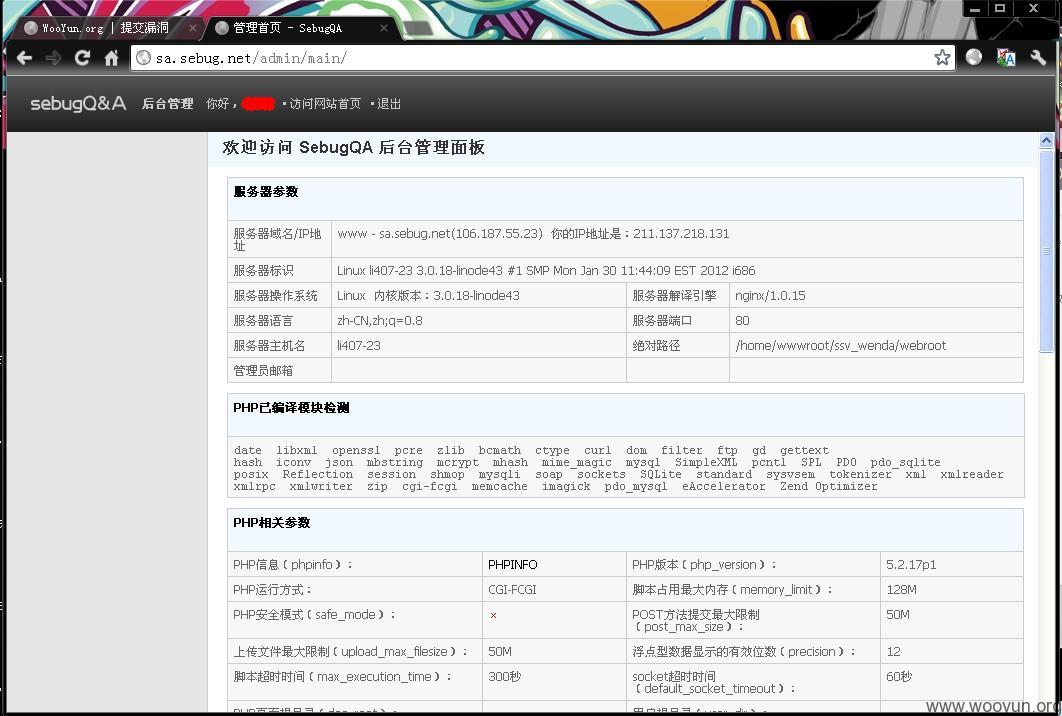 WooYun.org | 提交漏洞
管理首页 - SebugQA
sa.sebug.net/admin/main/
sebugQ&A 后台管理 你好， ▪访问网站首页 ▪退出
欢迎访问 SebugQA 后台管理面板
服务器参数
服务器域名/IP地址 www - sa.sebug.net(106.187.55.23) 你的IP地址是：211.137.218.131
服务器标识 Linux li407-23 3.0.18-linode43 #1 SMP Mon Jan 30 11:44:09 EST 2012 i686
服务器操作系统 Linux 内核版本：3.0.18-linode43 服务器解译引擎 nginx/1.0.15
服务器语言 zh-CN,zh;q=0.8 服务器端口 80
服务器主机名 li407-23 绝对路径 /home/wwwroot/ssv_wenda/webroot
管理员邮箱
PHP已编译模块检测
date libxml openssl pcre zlib bcmath ctype curl dom filter ftp gd gettext
hash iconv json mbstring mcrypt mhash mime_magic mysql SimpleXML pcntl SPL PDO pdo_sqlite
posix Reflection session shmop mysqli soap sockets SQLite standard sysvsem tokenizer xml xmlreader
xmlrpc xmlwriter zip cgi-fcgi memcache imagick pdo_mysql eAccelerator Zend Optimizer
PHP相关参数
PHP信息（phpinfo）： PHPINFO PHP版本（php_version）： 5.2.17p1
PHP运行方式： CGI-FCGI 脚本占用最大内存（memory_limit）： 128M
PHP安全模式（safe_mode）： × POST方法提交最大限制（post_max_size）： 50M
上传文件最大限制（upload_max_filesize）： 50M 浮点型数据显示的有效位数（precision）： 12
脚本超时时间（max_execution_time）： 300秒 socket超时时间（default_socket_timeout）： 60秒
www.wooyun.org